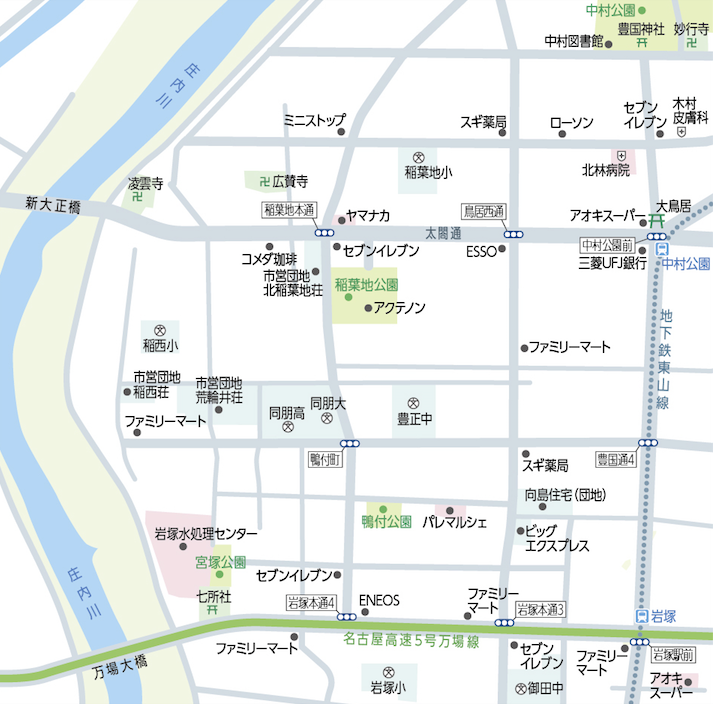 中村公園
豊国神社
妙行寺
中村図書館
庄内川
ミニストップ
スギ薬局
ローソン
セブン
イレブン
木村
皮膚科
稲葉地小
北林病院
凌雲寺
広賛寺
新大正橋
稲葉地本通
ヤマナカ
鳥居西通
アオキスーパー
大鳥居
太閤通
中村公園前
コメダ珈琲
セブンイレブン
ESSO
三菱UFJ銀行
中村公園
市営団地
北稲葉地荘
稲葉地公園
アクテノン
地下鉄東山線
稲西小
ファミリーマート
市営団地
稲西荘
市営団地
荒輪井荘
同朋高
同朋大
豊正中
ファミリーマート
鴨付町
スギ薬局
豊国通4
向島住宅(団地)
鴨付公園
パレマルシェ
ビッグ
エクスプレス
岩塚水処理センター
宮塚公園
セブンイレブン
庄内川
七所社
岩塚本通4
ENEOS
ファミリー
マート
岩塚本通3
岩塚
ファミリーマート
名古屋高速5号万場線
セブン
イレブン
ファミリー
マート
岩塚駅前
万場大橋
岩塚小
御田中
アオキ
スーパー